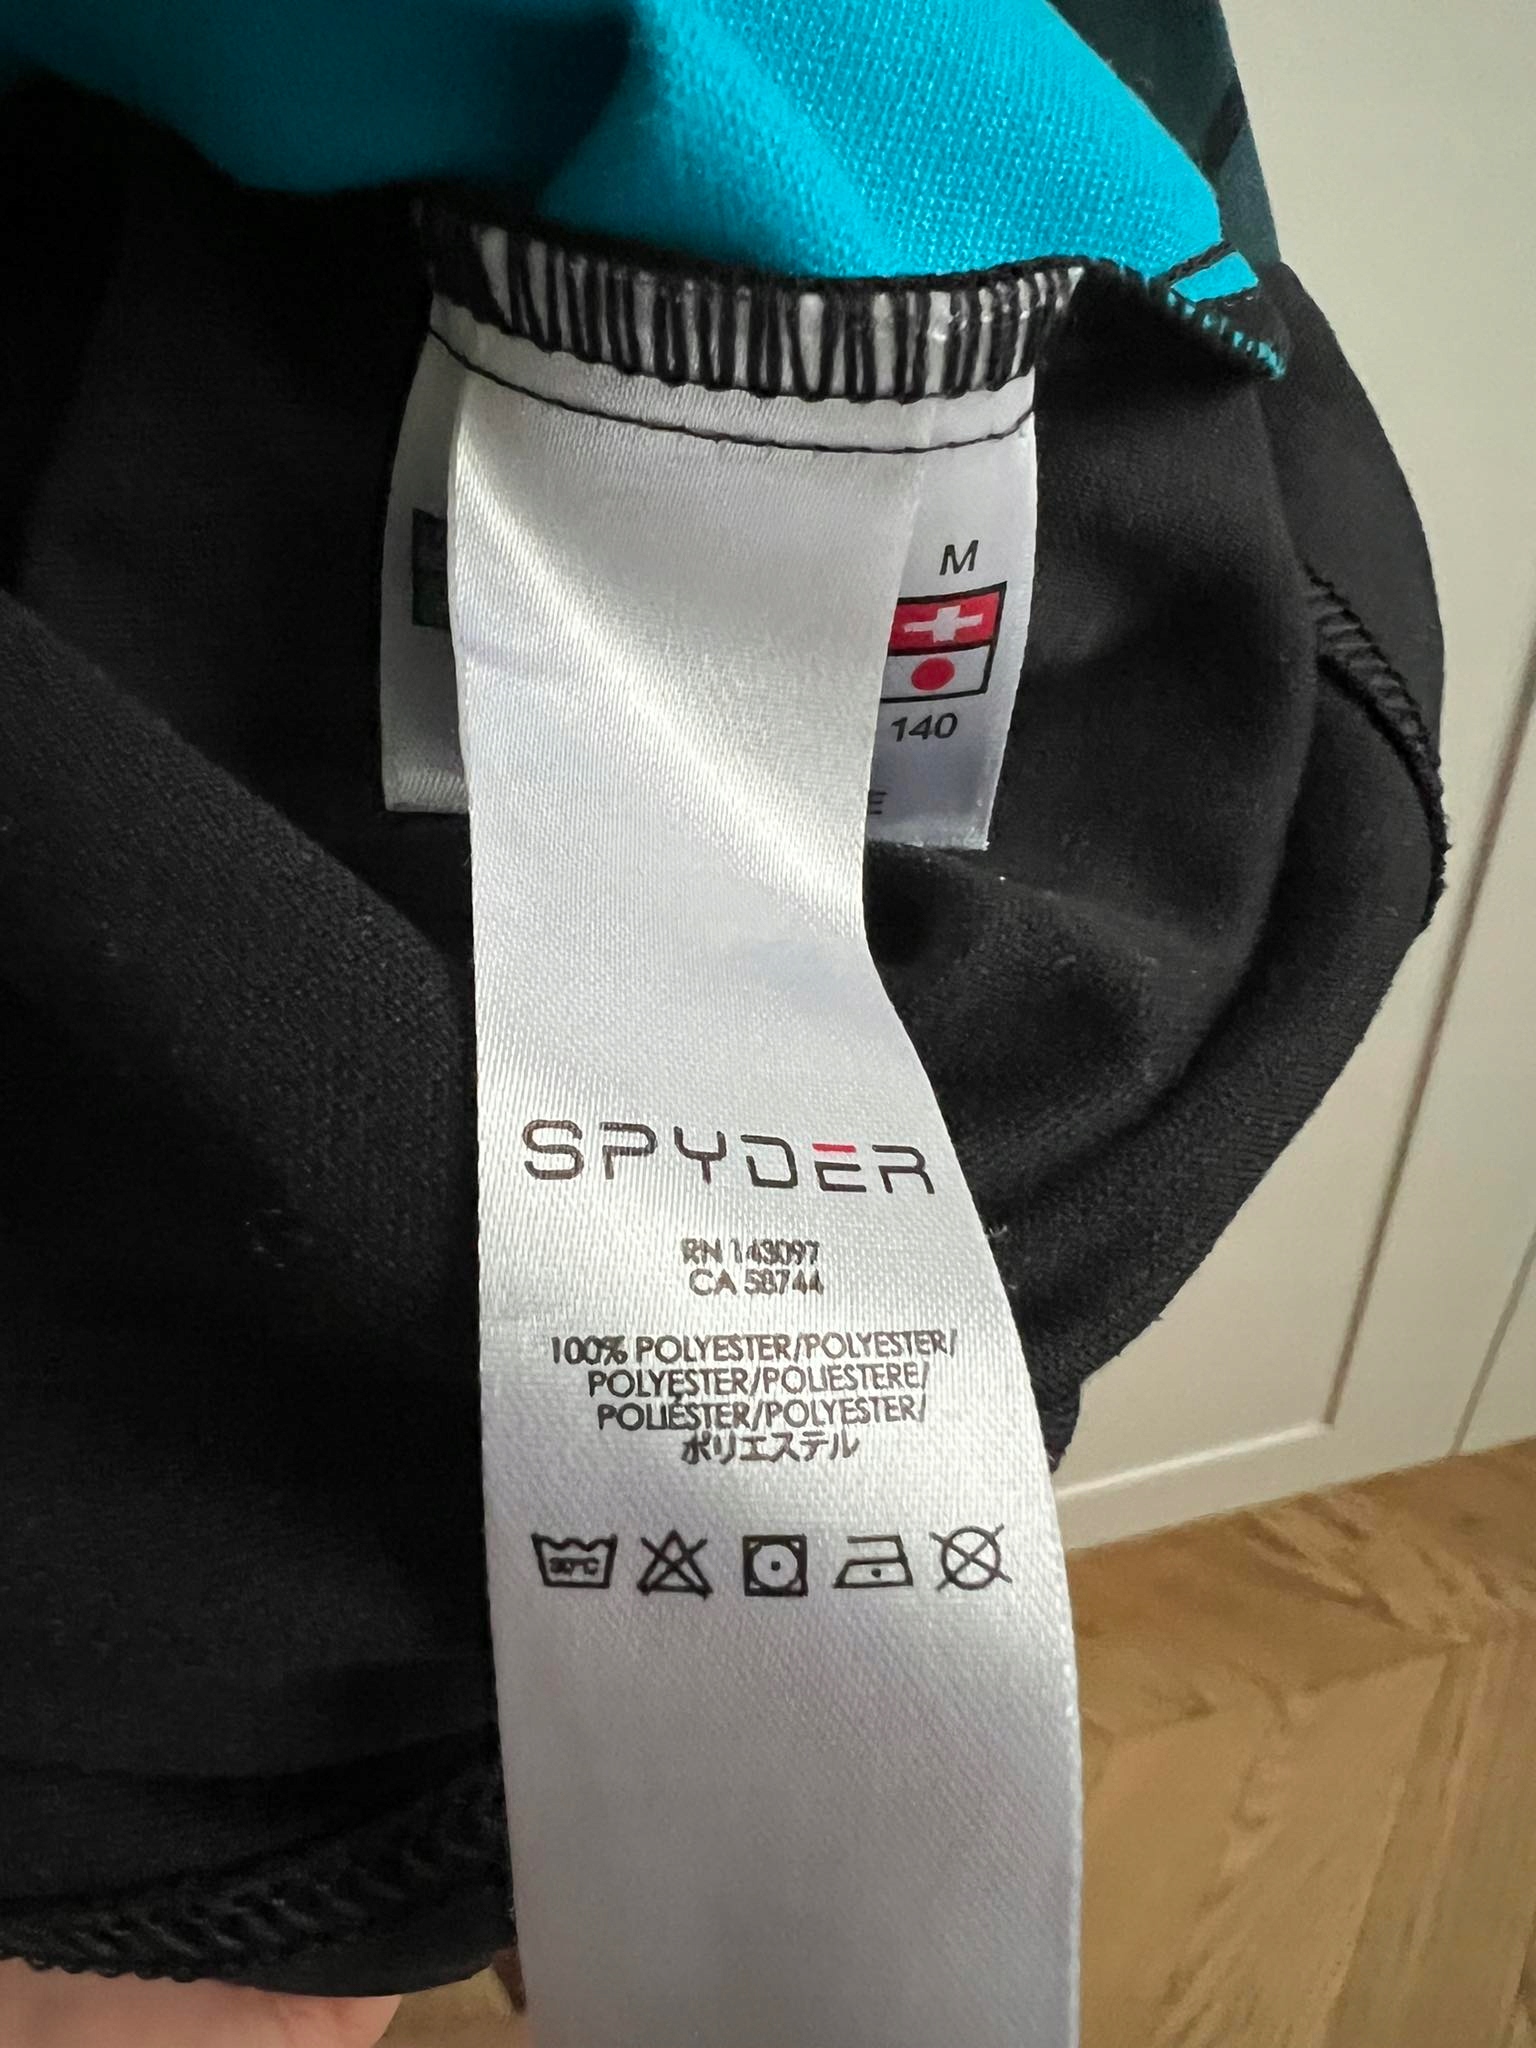 M
140
SPYDER
RN 143097
CA 58744
100% POLYESTER/POLYESTER/
POLYESTER/POLIESTERE/
POLIÉSTER/POLYESTER/
ポリエステル
30°C